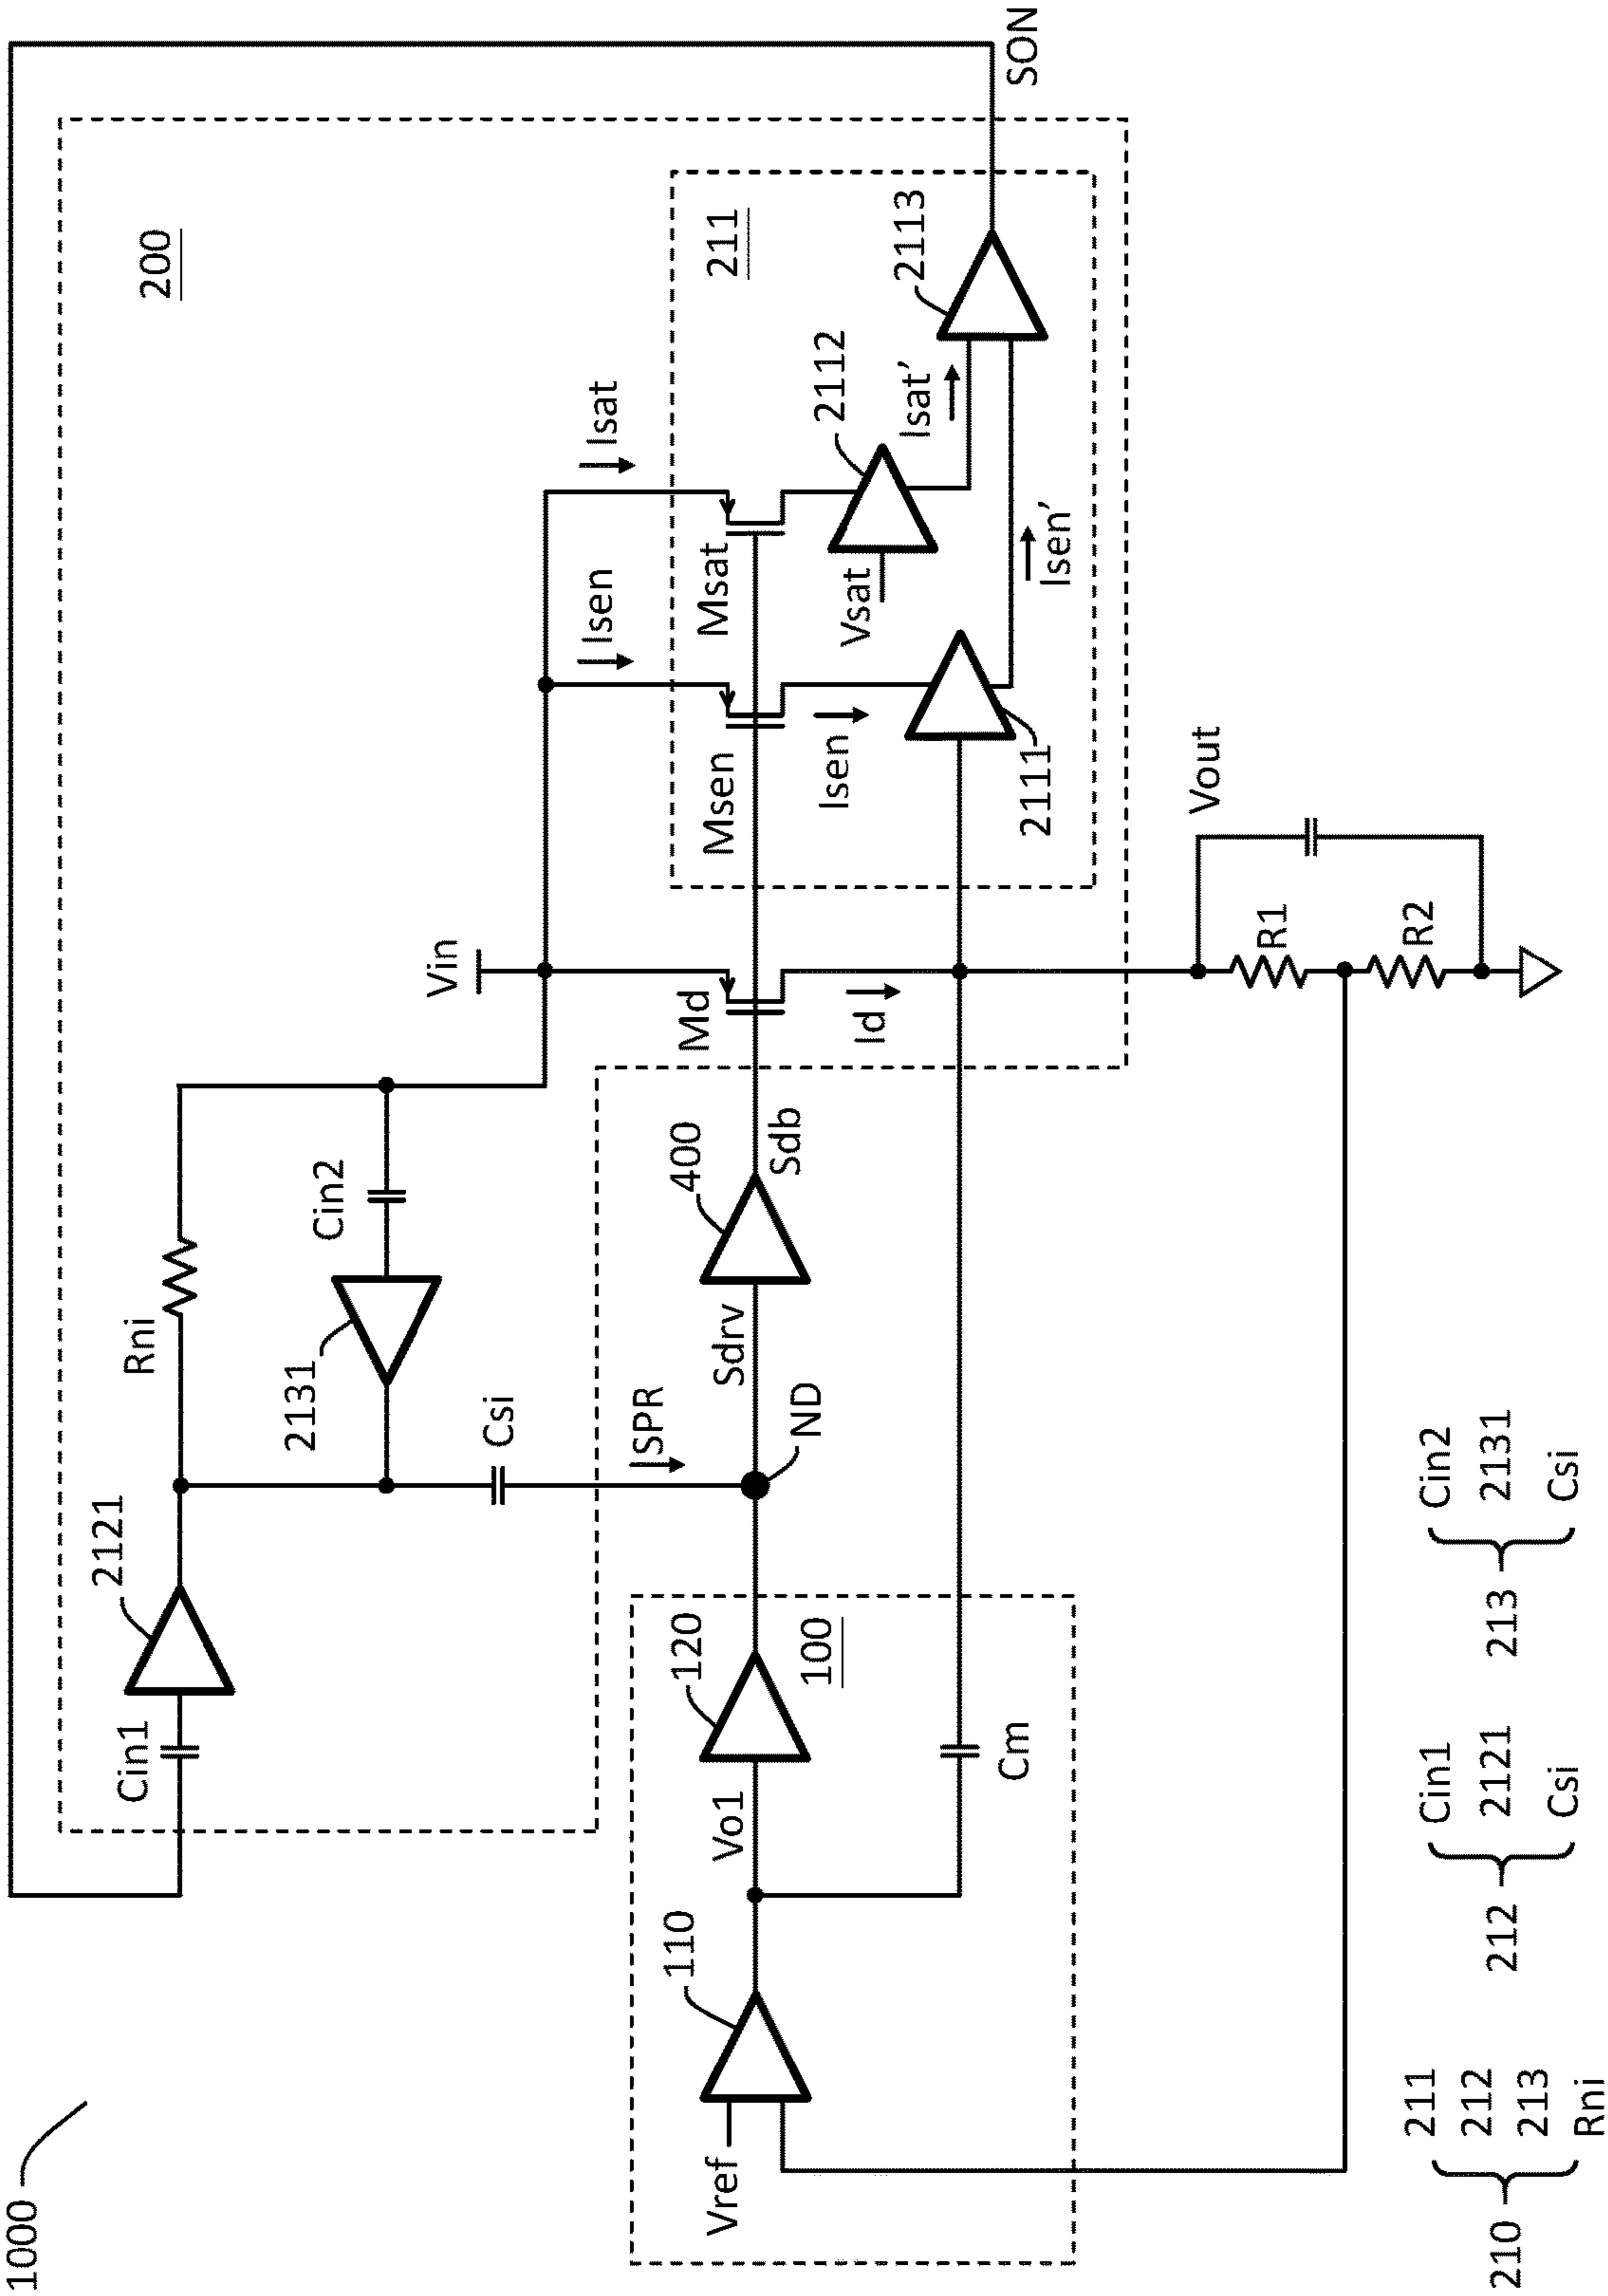 1000
200
SON
2121
Cin1
Rni
2131
Cin2
Csi
SPR
Vin
Isen
Isat
211
Vref
110
Vo1
120
100
ND
Sdrv
400
Sdb
Md
Id
Msen
Isen
Msat
Vsat
2112
Isat’
2113
2111
Isen’
Cm
Vout
R1
R2
210
211
212
213
Rni
212
Cin1
2121
Csi
213
Cin2
2131
Csi